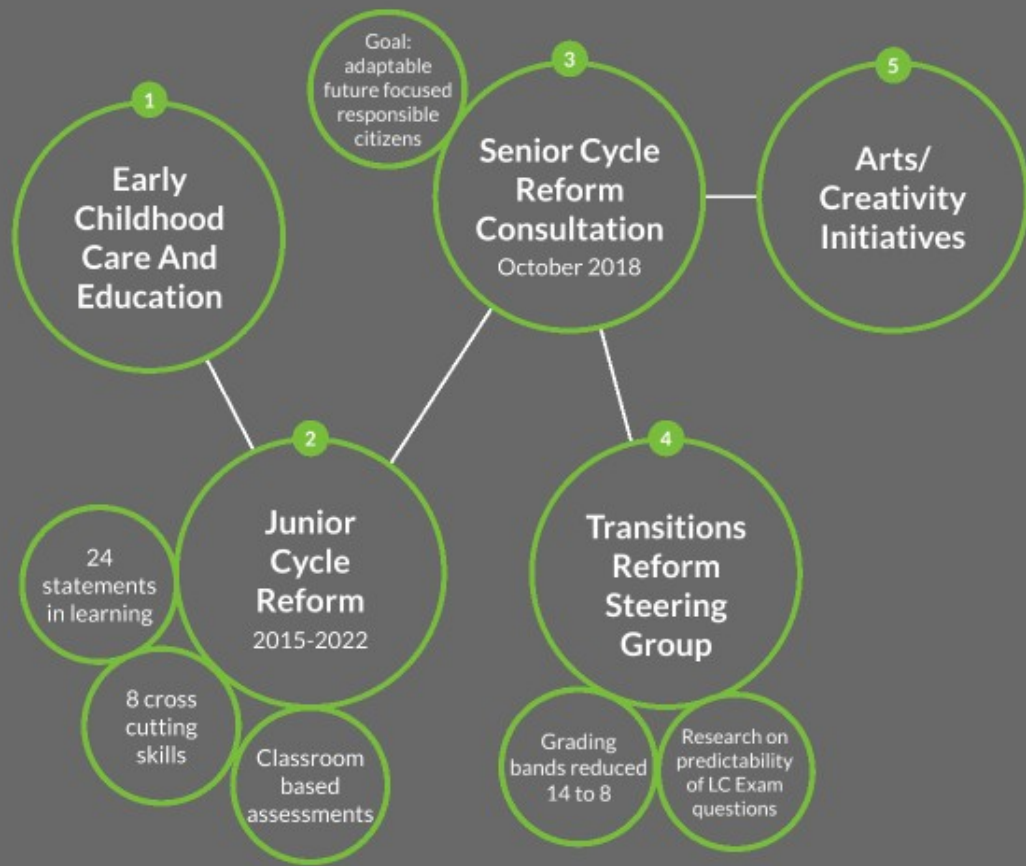 1
Early
Childhood
Care And
Education
2
Junior
Cycle
Reform
2015-2022
24
statements
in learning
8 cross
cutting
skills
Classroom
based
assessments
Goal:
adaptable
future focused
responsible
citizens
3
Senior Cycle
Reform
Consultation
October 2018
4
Transitions
Reform
Steering
Group
Grading
bands reduced
14 to 8
Research on
predictability
of LC Exam
questions
5
Arts/
Creativity
Initiatives